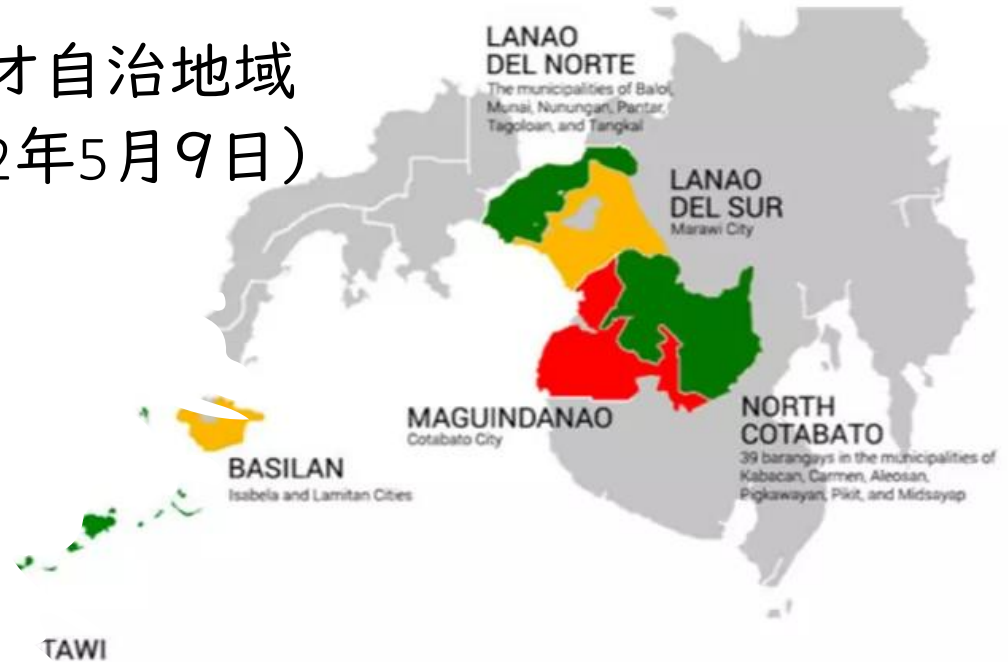 オ自治地域
2年5月9日）
LANAO
DEL NORTE
The municipalities of Baloi,
Munai, Nunungan, Pantar,
Tagoloan, and Tangkal
LANAO
DEL SUR
Marawi City
MAGUINDANAO
Cotabato City
NORTH
COTABATO
39 barangays in the municipalities of
Kabacan, Carmen, Aleosan,
Pigkawayan, Pikit, and Midsayap
BASILAN
Isabela and Lamitan Cities
TAWI